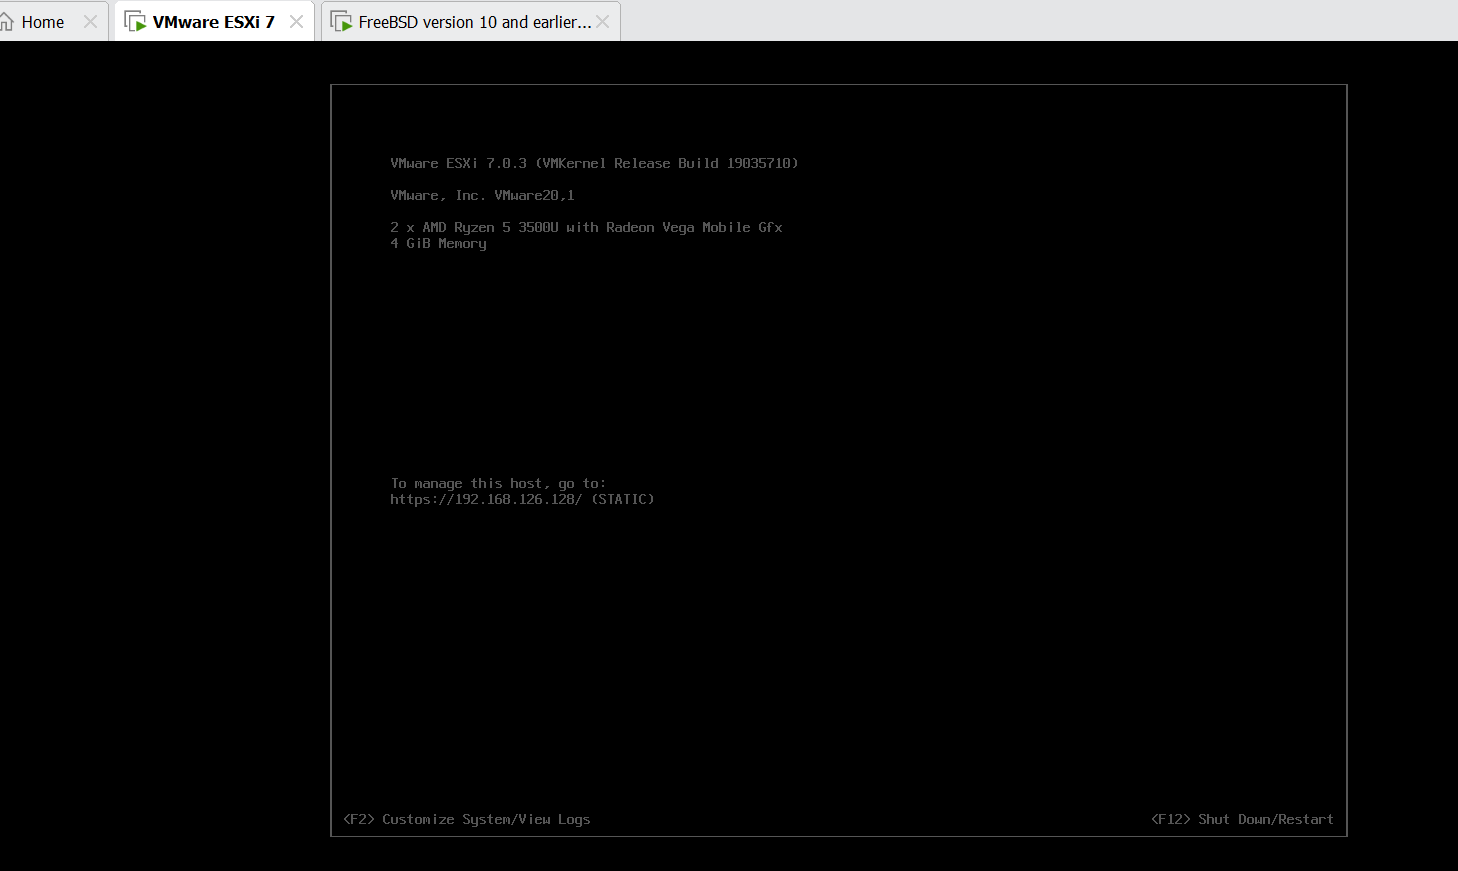 Home
VMware ESXi 7
FreeBSD version 10 and earlier...
VMware ESXi 7.0.3 (VMKernel Release Build 19035710)
VMware, Inc. VMware20,1
2 x AMD Ryzen 5 3500U with Radeon Vega Mobile Gfx
4 GiB Memory
To manage this host, go to:
https://192.168.126.128/ (STATIC)
<F2> Customize System/View Logs
<F12> Shut Down/Restart